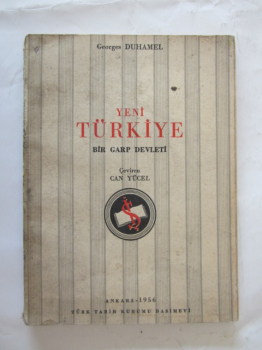 Georges DUHAMEL
YENİ
TÜRKİYE
BİR GARP DEVLETİ
Çeviren
CAN YÜCEL
ANKARA - 1956
TÜRK TARİH KURUMU BASIMEVİ